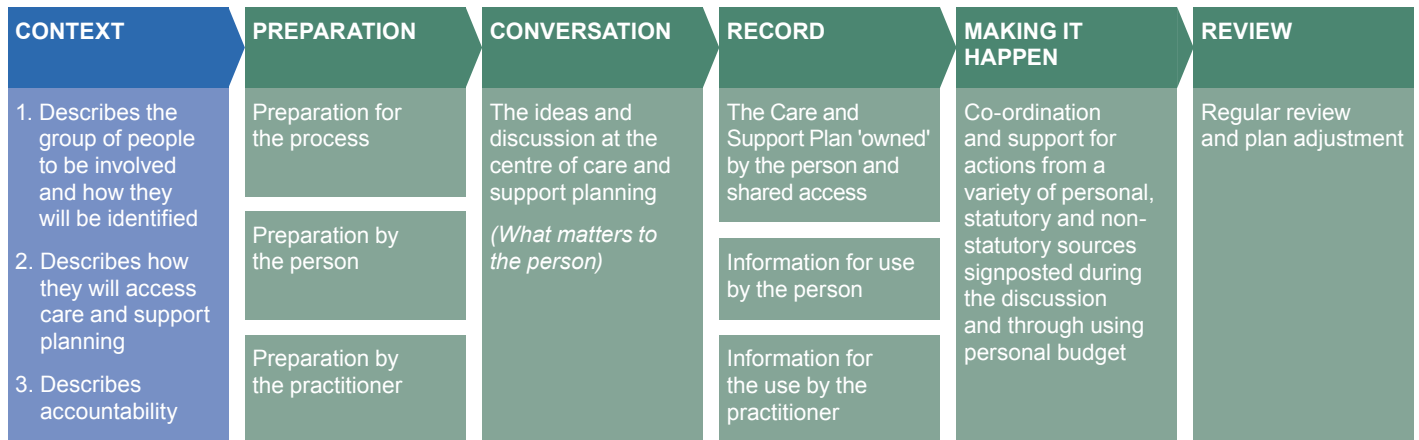 CONTEXT
1. Describes the
group of people
to be involved
and how they
will be identified
2. Describes how
they will access
care and support
planning
3. Describes
accountability
PREPARATION
Preparation for
the process
Preparation by
the person
Preparation by
the practitioner
CONVERSATION
The ideas and
discussion at the
centre of care and
support planning
(What matters to
the person)
RECORD
The Care and
Support Plan 'owned'
by the person and
shared access
Information for use
by the person
Information for
the use by the
practitioner
MAKING IT
HAPPEN
Co-ordination
and support for
actions from a
variety of personal,
statutory and non-
statutory sources
signposted during
the discussion
and through using
personal budget
REVIEW
Regular review
and plan adjustment